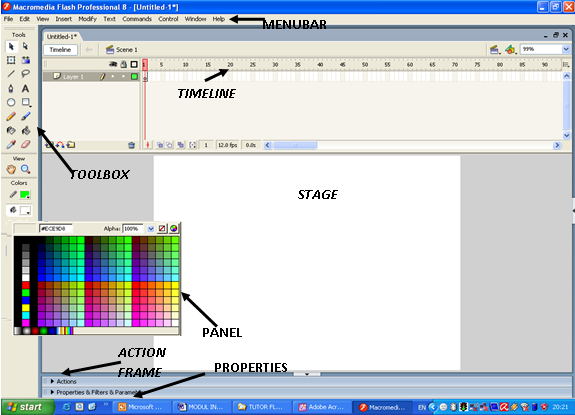 Macromedia Flash Professional 8 - [Untitled-1*]
File Edit View Insert Modify Text Commands Control Window Help
MENUBAR
Tools
Untitled-1*
Timeline
Scene 1
99%
1 5 10 15 20 25 30 35 40 45 50 55 60 65 70 75 80 85 90
Layer 1
TIMELINE
1 12.0 fps 0.0s
View
TOOLBOX
Colors
STAGE
#ECE9D8 Alpha: 100%
PANEL
ACTION
FRAME
PROPERTIES
Actions
Properties & Filters & Parame
start
Microsoft ...
MODUL IN...
TUTOR FL...
Adobe Acr...
Macromedi...
EN
20:21